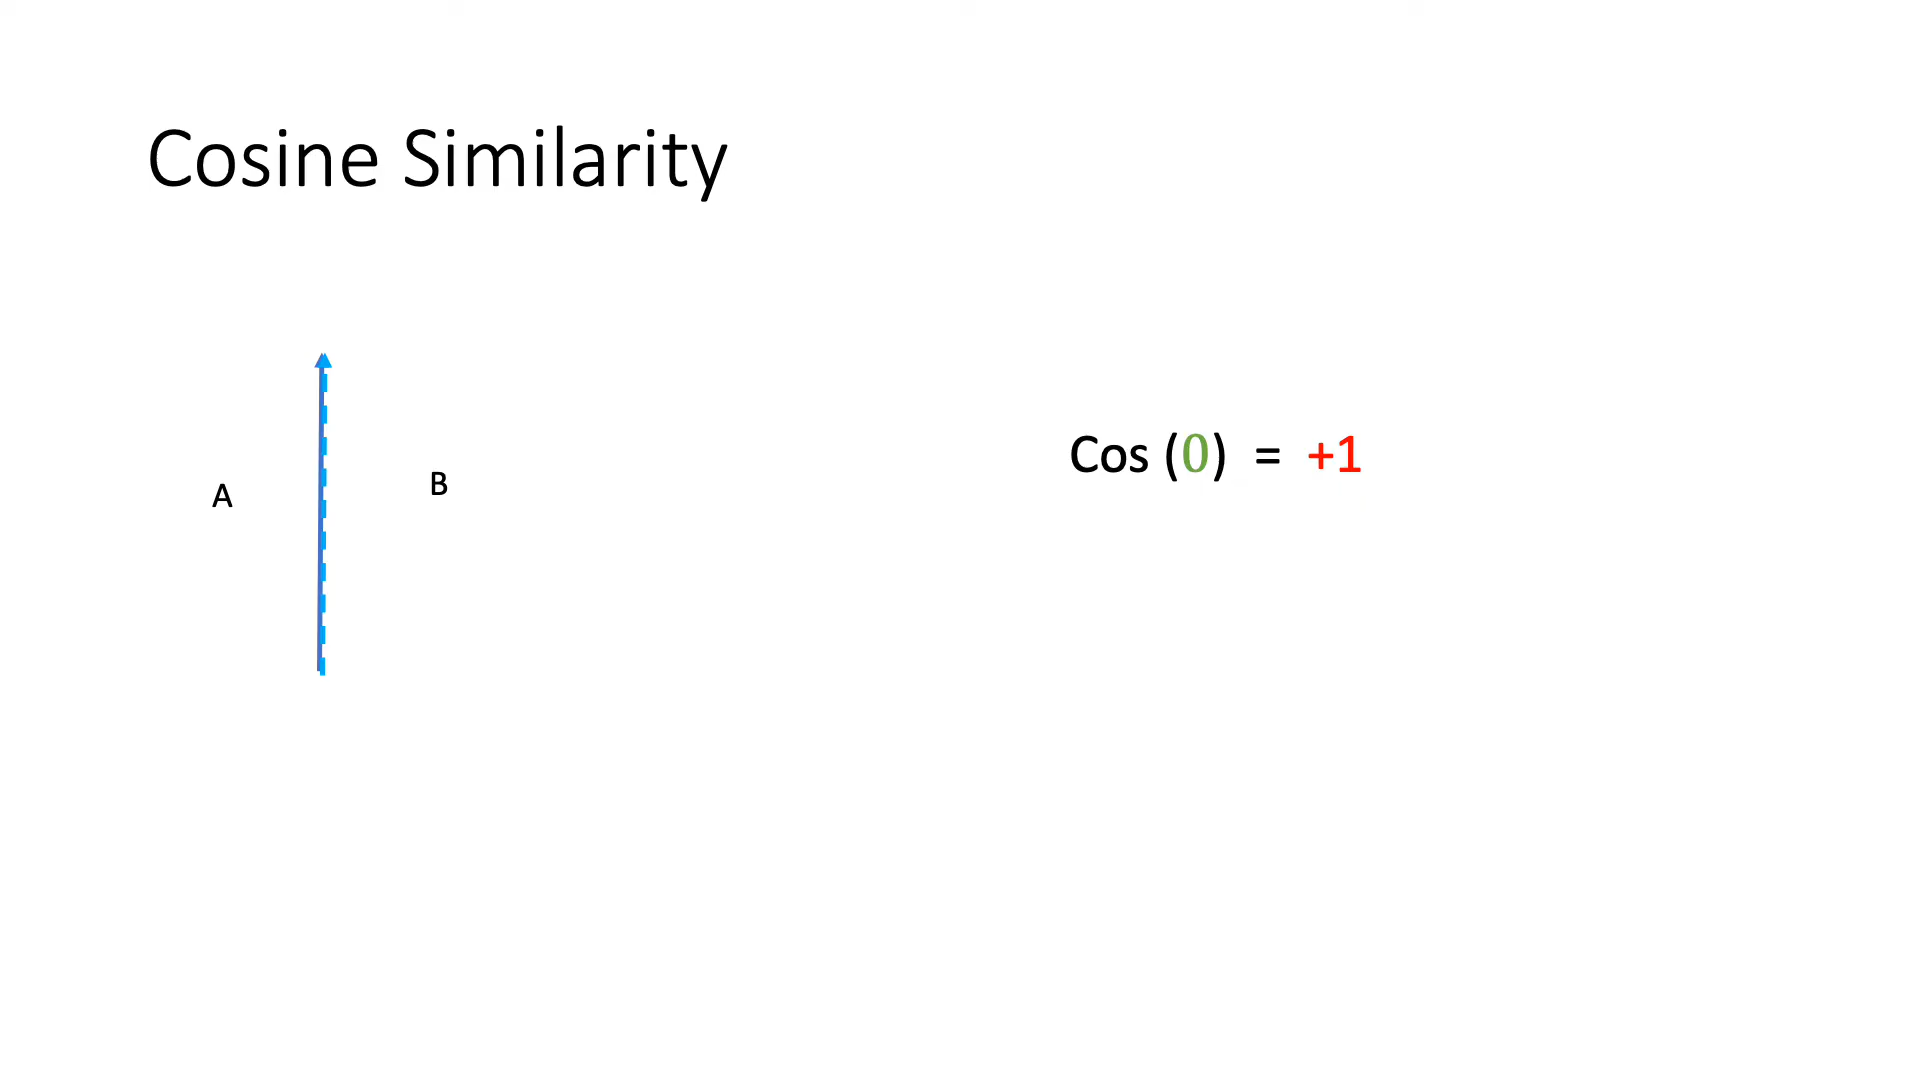 Cosine Similarity
A
B
Cos (0) = +1